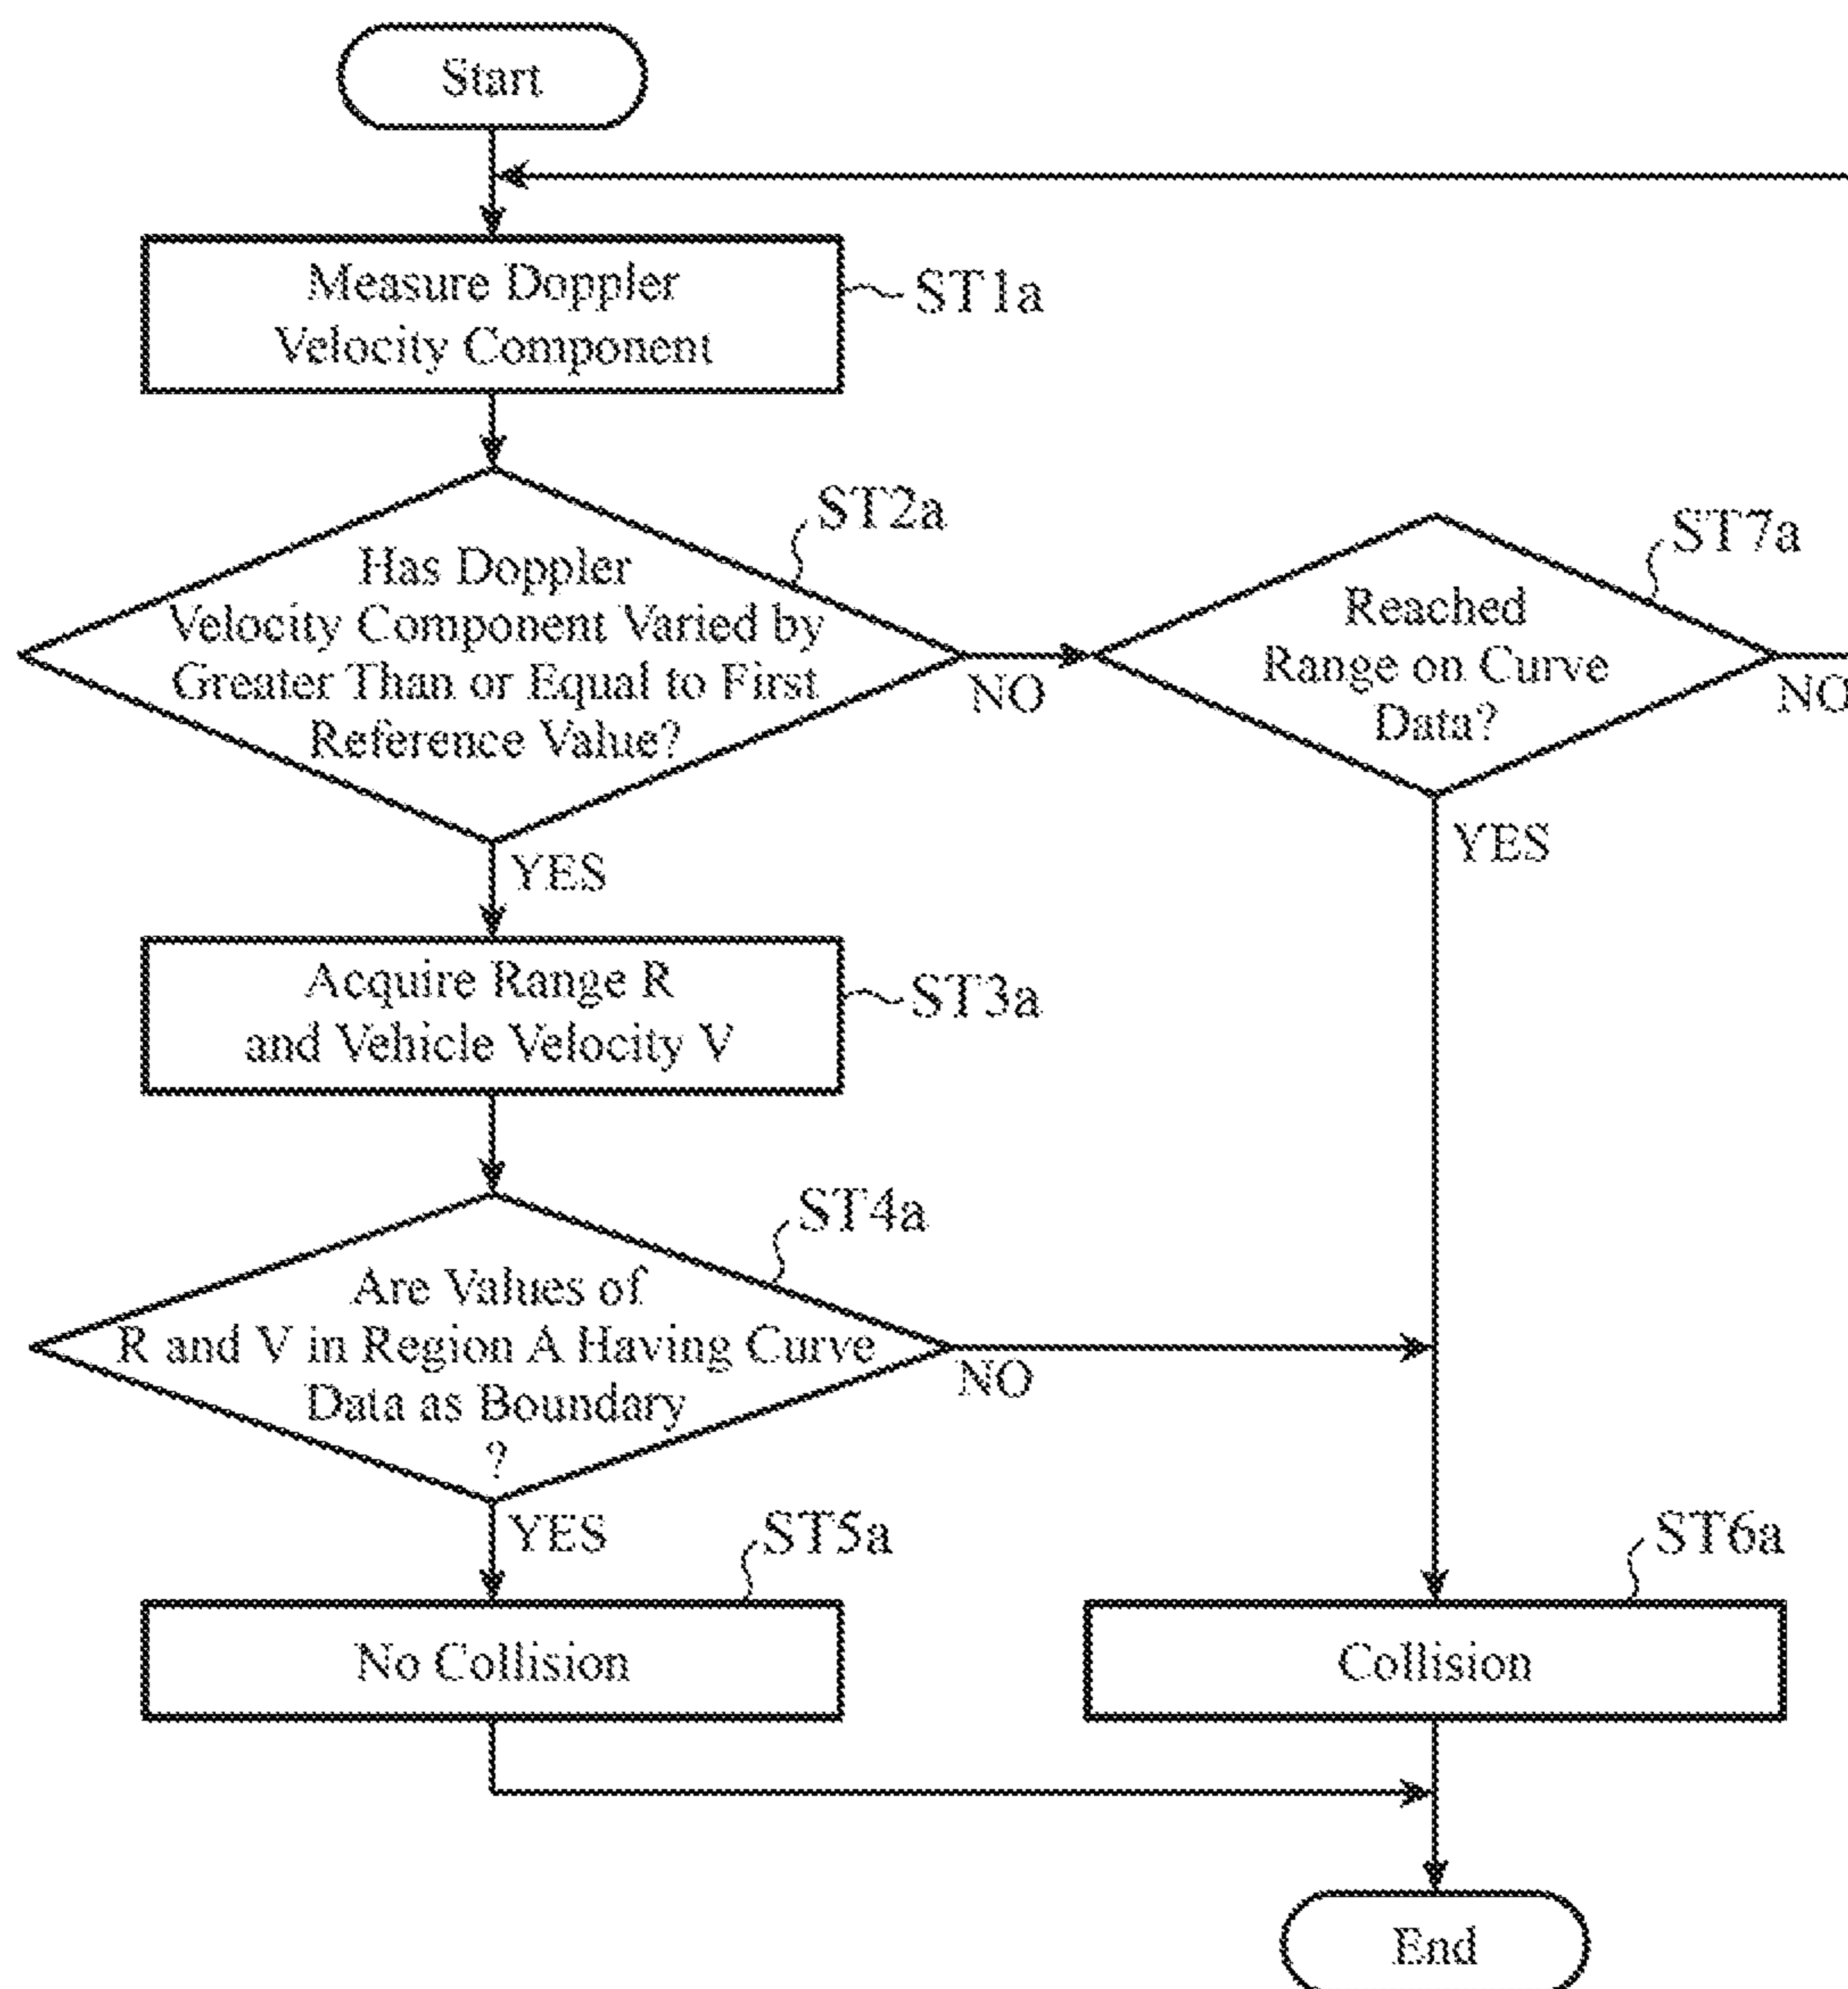 Start
Measure Doppler
Velocity Component
ST1a
Has Doppler
Velocity Component Varied by
Greater Than or Equal to First
Reference Value?
ST2a
NO
YES
Reached
Range on Curve
Data?
ST7a
NO
YES
Acquire Range R
and Vehicle Velocity V
ST3a
Are Values of
R and V in Region A Having Curve
Data as Boundary
?
ST4a
NO
YES
No Collision
ST5a
Collision
ST6a
End